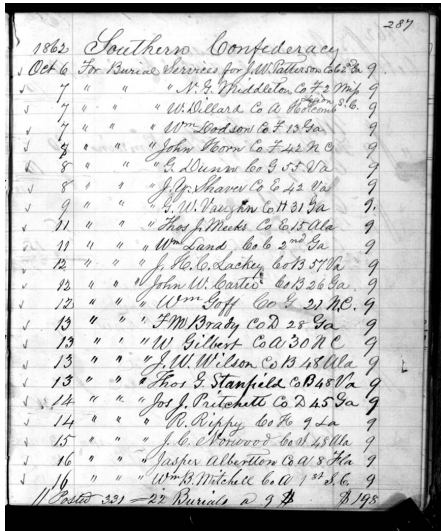 287
1862 Southern Confederacy
Oct 6 For Burial Services for J. W. Patterson Co G 9
" 7 " " " N. G. Middleton Co F 2 Miss 9
" 7 " " " W. Dillard Co A Holcomb Legion S. C. 9
" 7 " " " Wm Dodson Co F 13 Ga 9
" 8 " " " John Horn Co F 42 N C 9
" 8 " " " G. Dunn Co G 55 Va 9
" 8 " " " J. Y. Shaver Co E 42 Va 9
" 9 " " " G. W. Vaughn Co H 31 Ga 9.
" 11 " " " Thos J. Meeks Co E 15 Ala 9
" 11 " " " Wm Land Co C 2nd Ga 9
" 12 " " " J. H. C. Lackey Co B 57 Va 9
" 12 " " " John W. Carter Co B 26 Ga. 9
" 12 " " " Wm Goff Co G 21 N.C. 9
" 13 " " " F M Brady Co D 28 Ga 9
" 13 " " " W Gilbert Co A 30 N C 9
" 13 " " " J. W. Wilson Co B 48 Ala 9
" 13 " " " Thos G. Stanfield Co B 48 Va 9
" 14 " " " Jos J. Pritchett Co D 45 Ga 9
" 14 " " " R. Rippy Co K 9 La 9
" 15 " " " J. C. Norwood Co 48 Ala 9
" 16 " " " Jasper Albertton Co A 8 Fla 9
" 16 " " " Wm B. Mitchell Co A 1st S. C. 9
Posted 331 - 22 Burials a 9 $ $198